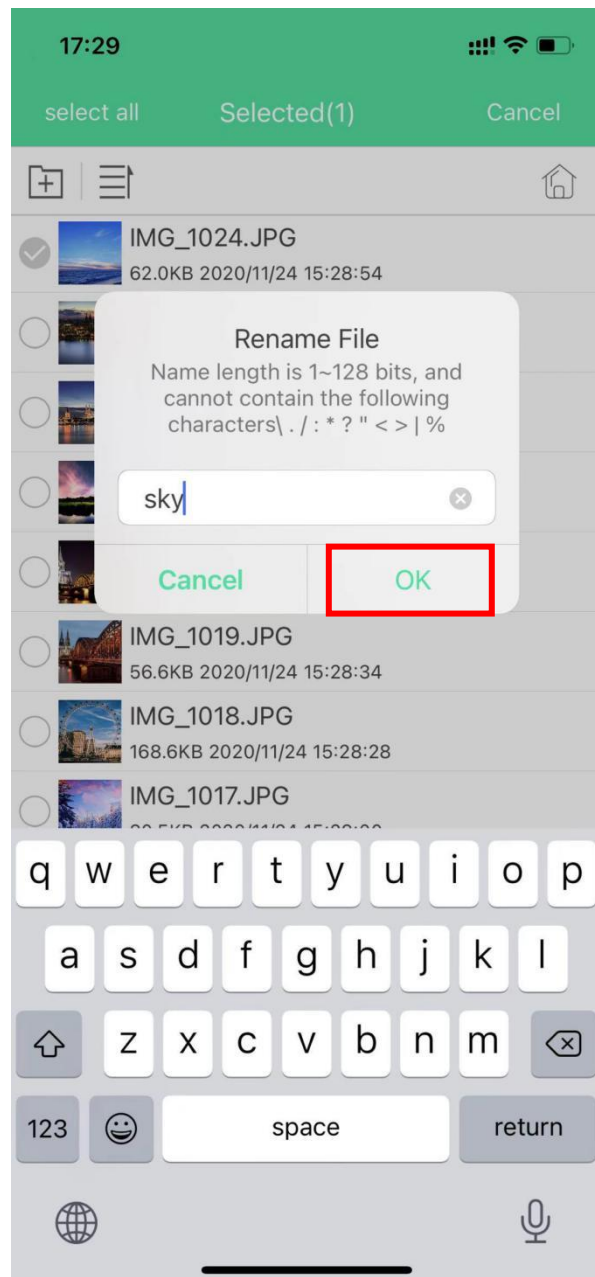 17:29
select all Selected(1) Cancel
IMG_1024.JPG
62.0KB 2020/11/24 15:28:54
Rename File
Name length is 1~128 bits, and
cannot contain the following
characters\ . / : * ? " < > | %
sky
Cancel OK
IMG_1019.JPG
56.6KB 2020/11/24 15:28:34
IMG_1018.JPG
168.6KB 2020/11/24 15:28:28
IMG_1017.JPG
q w e r t y u i o p
a s d f g h j k l
z x c v b n m
123 space return